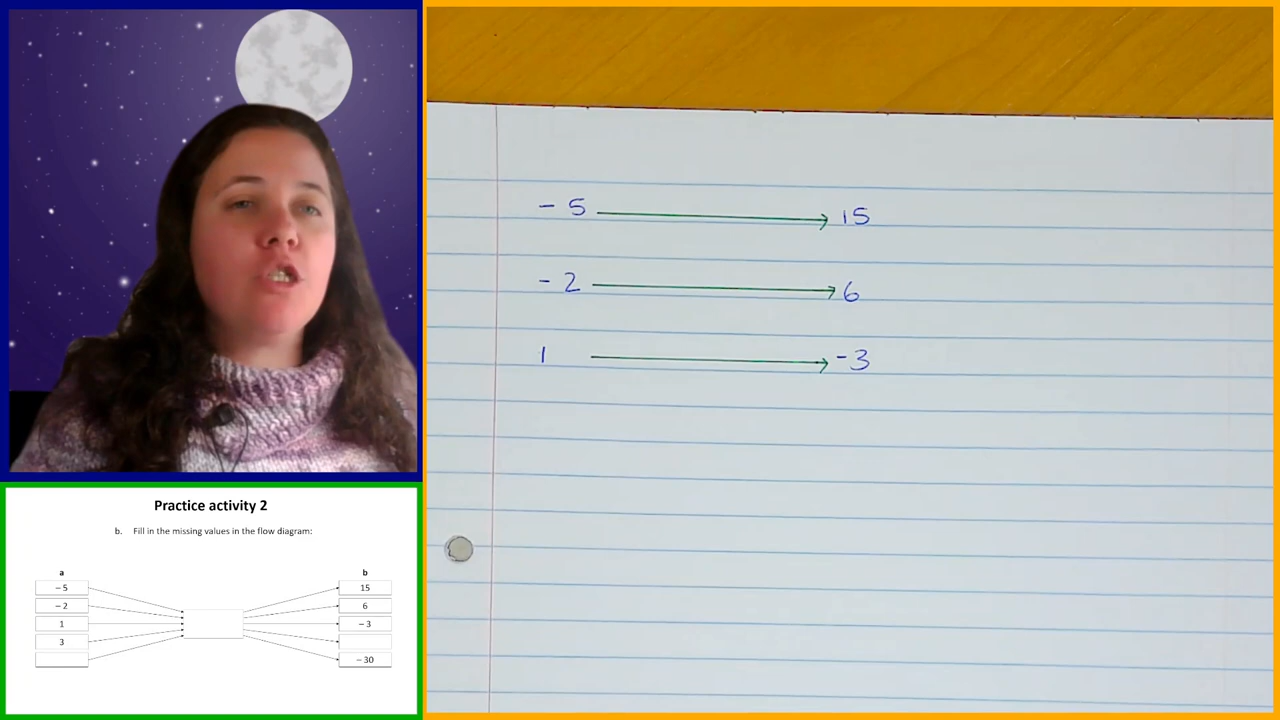 - 5 → 15
- 2 → 6
1 → -3
Practice activity 2
b. Fill in the missing values in the flow diagram:
a b
– 5 15
– 2 6
1 – 3
3
– 30